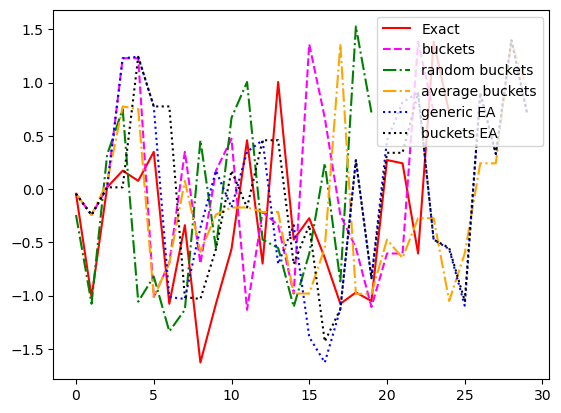 Exact
buckets
random buckets
average buckets
generic EA
buckets EA
1.5
1.0
0.5
0.0
−0.5
−1.0
−1.5
0 5 10 15 20 25 30